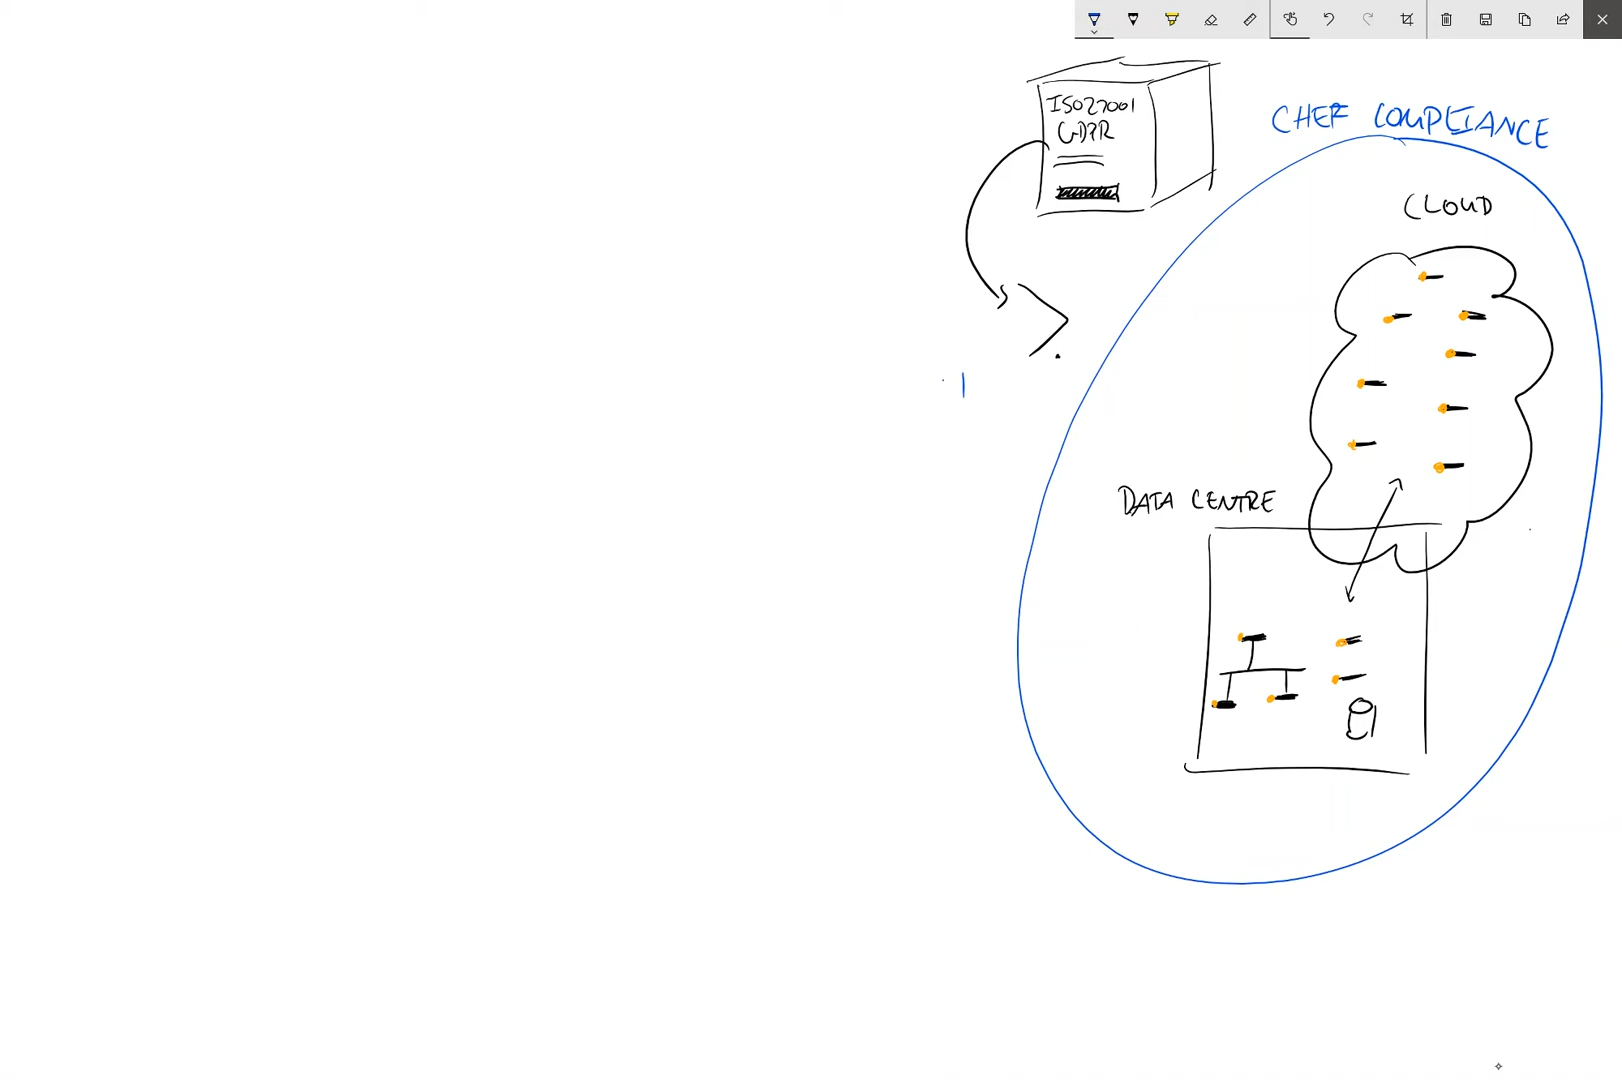 ISO27001
GDPR
CHEF COMPLIANCE
CLOUD
DATA CENTRE